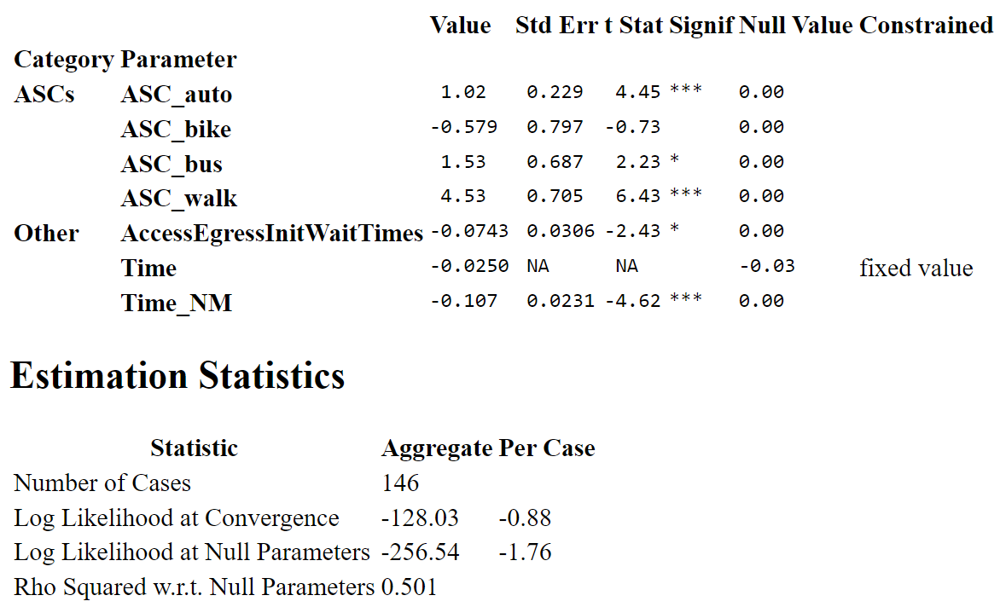 Value Std Err t Stat Signif Null Value Constrained
Category Parameter
ASCs ASC_auto 1.02 0.229 4.45 *** 0.00
ASC_bike -0.579 0.797 -0.73 0.00
ASC_bus 1.53 0.687 2.23 * 0.00
ASC_walk 4.53 0.705 6.43 *** 0.00
Other AccessEgressInitWaitTimes -0.0743 0.0306 -2.43 * 0.00
Time -0.0250 NA NA -0.03 fixed value
Time_NM -0.107 0.0231 -4.62 *** 0.00
Estimation Statistics
Statistic Aggregate Per Case
Number of Cases 146
Log Likelihood at Convergence -128.03 -0.88
Log Likelihood at Null Parameters -256.54 -1.76
Rho Squared w.r.t. Null Parameters 0.501